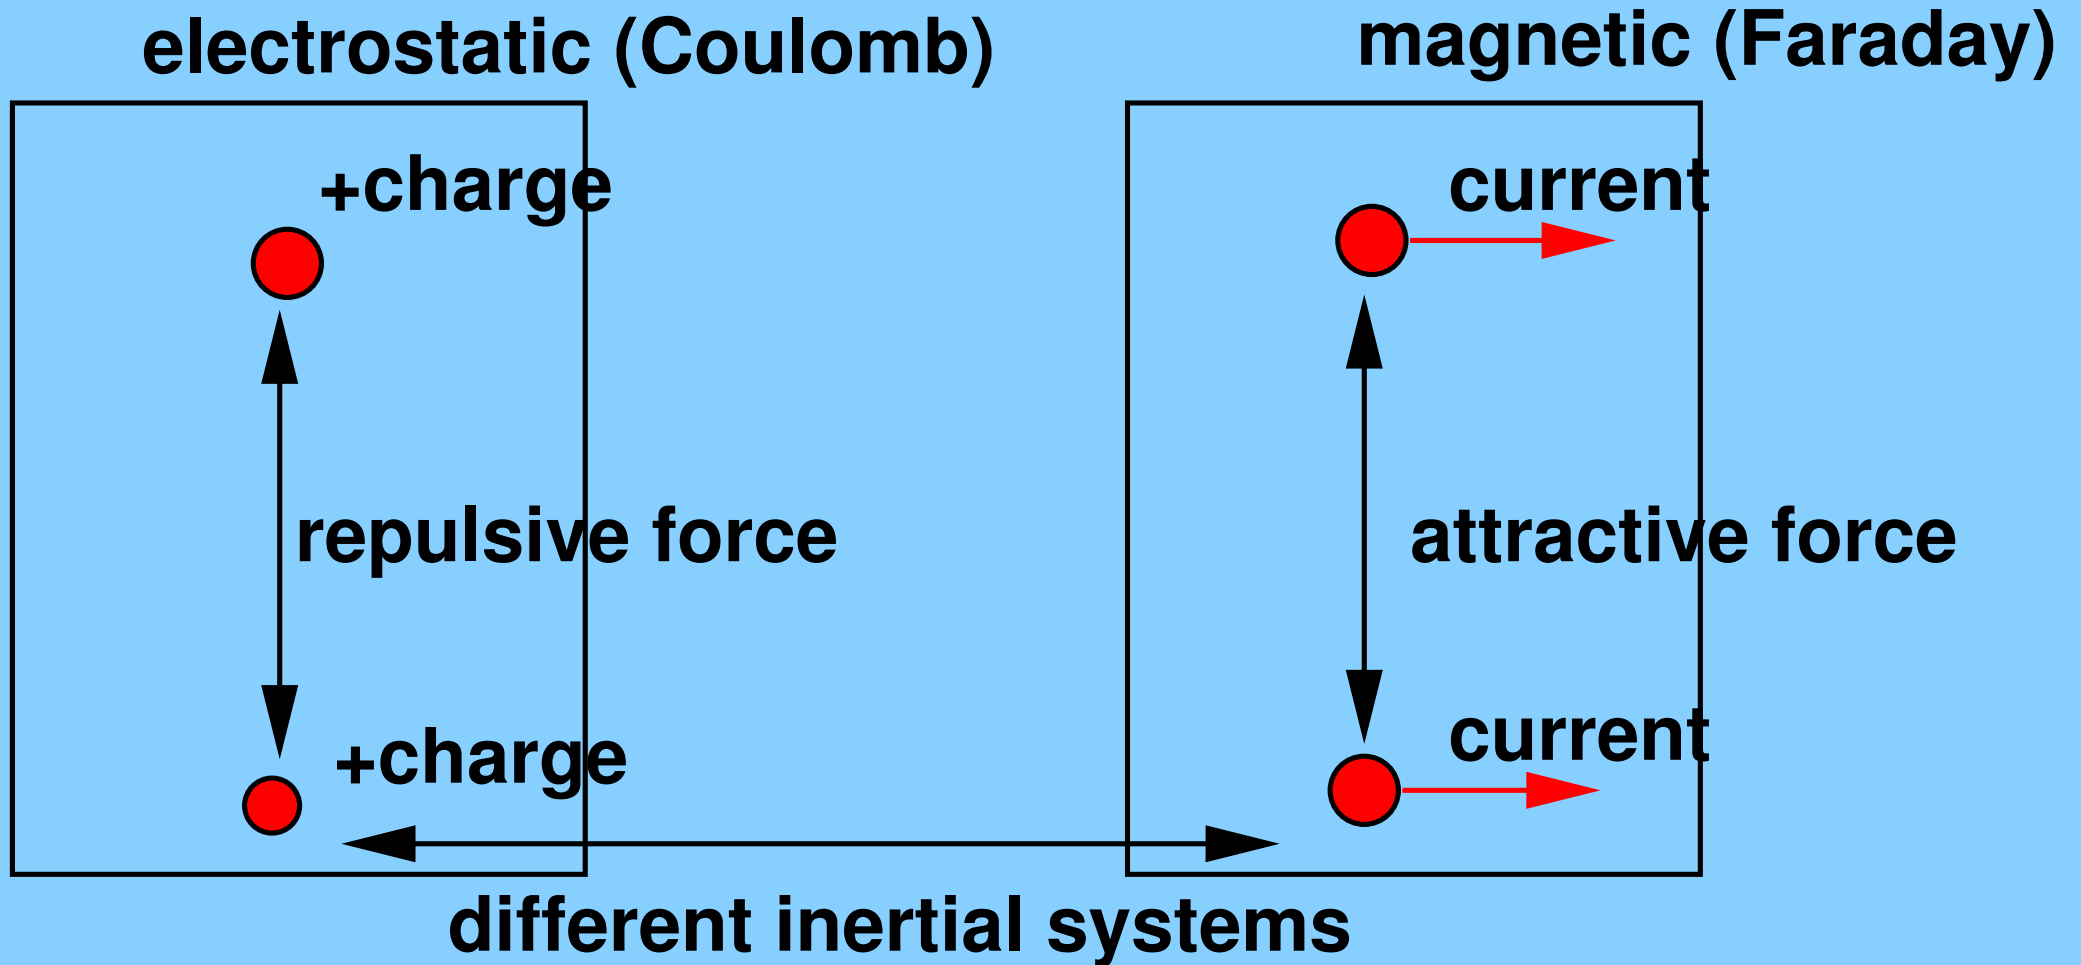 electrostatic (Coulomb)
magnetic (Faraday)
+charge
current
repulsive force
attractive force
+charge
current
different inertial systems